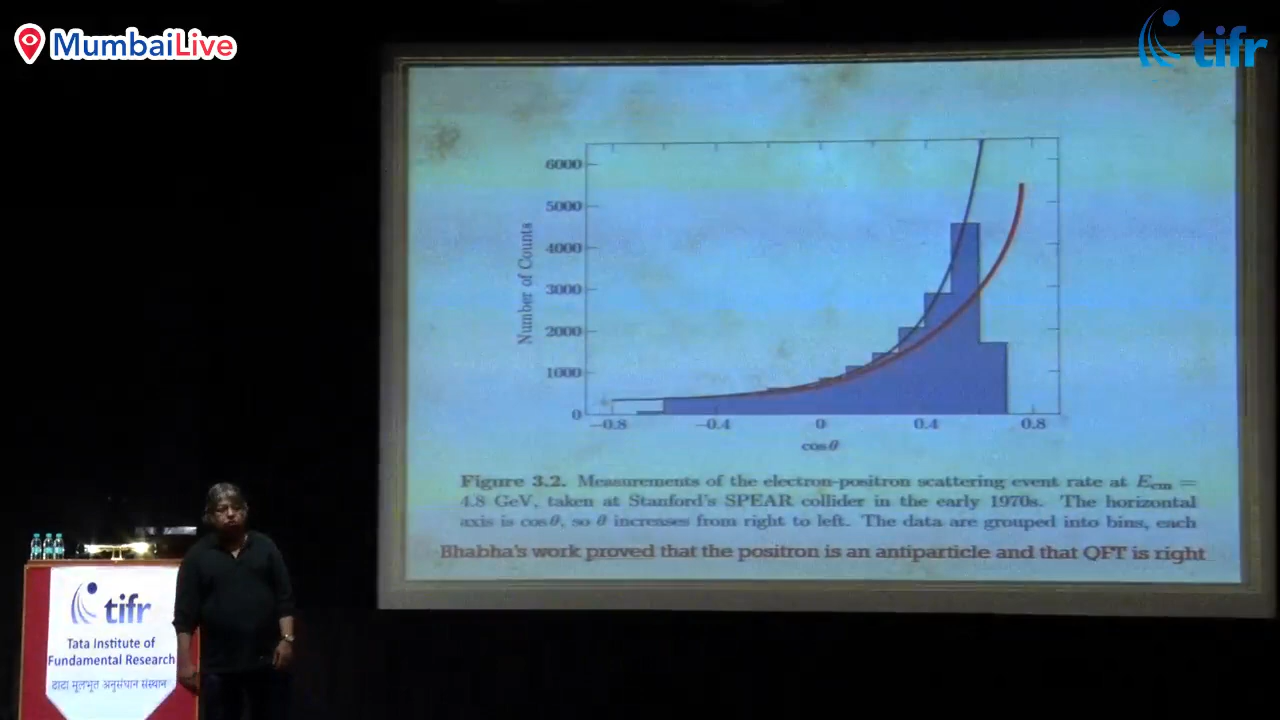 MumbaiLive
tifr
6000
5000
4000
3000
2000
1000
0
Number of Counts
−0.8
−0.4
0
0.4
0.8
cos θ
Figure 3.2. Measurements of the electron-positron scattering event rate at Ecm =
4.8 GeV, taken at Stanford's SPEAR collider in the early 1970s. The horizontal
axis is cos θ, so θ increases from right to left. The data are grouped into bins, each
Bhabha's work proved that the positron is an antiparticle and that QFT is right
tifr
Tata Institute of
Fundamental Research
टाटा मूलभूत अनुसंधान संस्थान